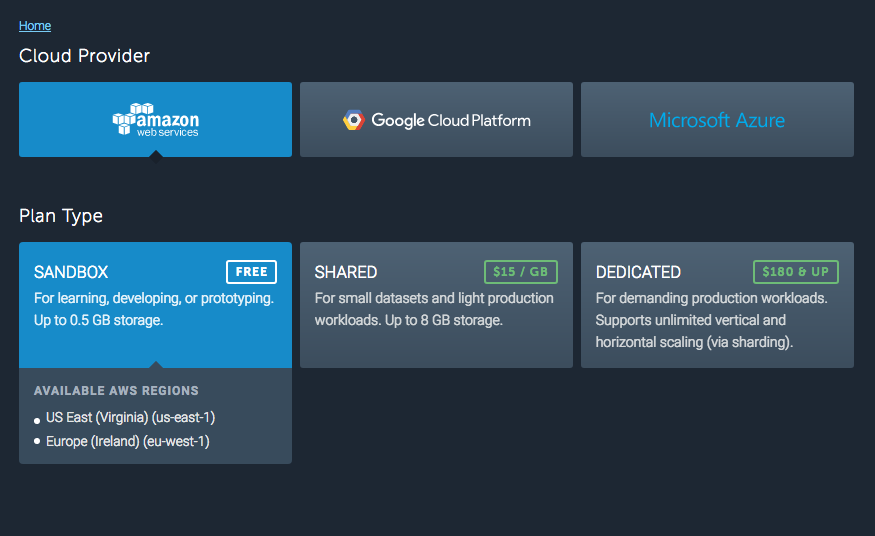 Home
Cloud Provider
amazon
web services
Google Cloud Platform
Microsoft Azure
Plan Type
SANDBOX
FREE
For learning, developing, or prototyping.
Up to 0.5 GB storage.
SHARED
$15 / GB
For small datasets and light production
workloads. Up to 8 GB storage.
DEDICATED
$180 & UP
For demanding production workloads.
Supports unlimited vertical and
horizontal scaling (via sharding).
AVAILABLE AWS REGIONS
US East (Virginia) (us-east-1)
Europe (Ireland) (eu-west-1)